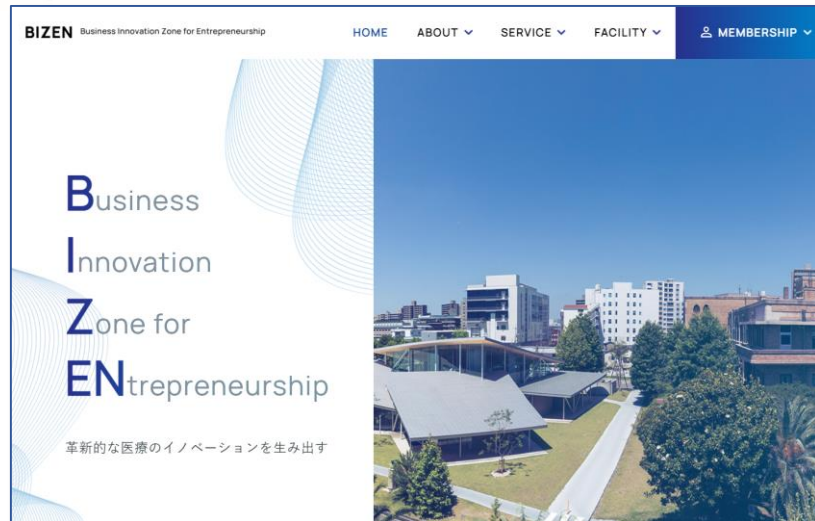 BIZEN Business Innovation Zone for Entrepreneurship HOME ABOUT SERVICE FACILITY MEMBERSHIP
Business
Innovation
Zone for
ENtrepreneurship
革新的な医療のイノベーションを生み出す